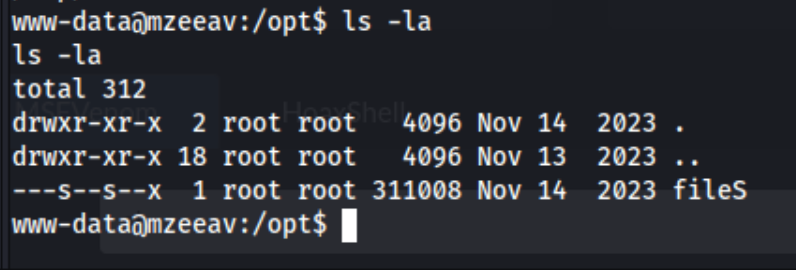 www-data@mzeeav:/opt$ ls -la
ls -la
total 312
MSFVenom HoaxShell
drwxr-xr-x  2 root root   4096 Nov 14  2023 .
drwxr-xr-x 18 root root   4096 Nov 13  2023 ..
---s--s--x  1 root root 311008 Nov 14  2023 fileS
www-data@mzeeav:/opt$